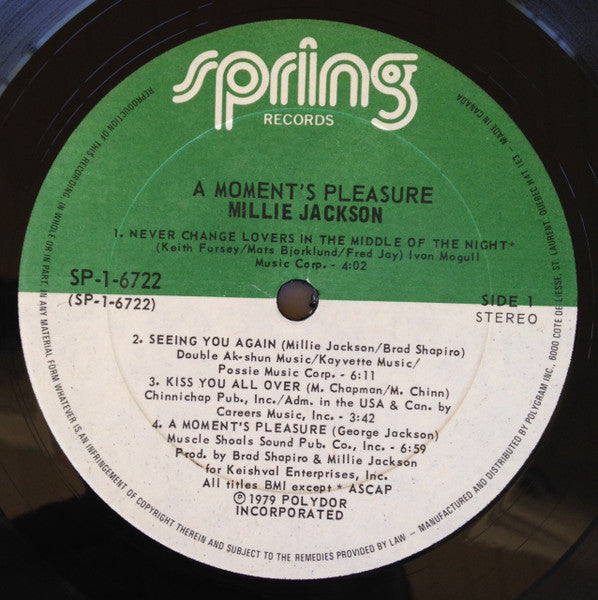 spring
RECORDS
A MOMENT'S PLEASURE
MILLIE JACKSON
1. NEVER CHANGE LOVERS IN THE MIDDLE OF THE NIGHT*
(Keith Forsey/Mats Bjorklund/Fred Jay) Ivan Mogull
Music Corp. - 4:02
SP-1-6722
(SP-1-6722)
SIDE 1
STEREO
2. SEEING YOU AGAIN (Millie Jackson/Brad Shapiro)
Double Ak-shun Music/Kayvette Music/
Possie Music Corp. - 6:11
3. KISS YOU ALL OVER (M. Chapman/M. Chinn)
Chinnichap Pub., Inc./Adm. in the USA & Can. by
Careers Music, Inc. - 3:42
4. A MOMENT'S PLEASURE (George Jackson)
Muscle Shoals Sound Pub. Co., Inc. - 6:59
Prod. by Brad Shapiro & Millie Jackson
for Keishval Enterprises, Inc.
All titles BMI except * ASCAP
Ⓟ 1979 POLYDOR
INCORPORATED
REPRODUCTION OF THIS RECORDING, IN WHOLE OR IN PART, IN ANY MATERIAL FORM WHATEVER IS AN INFRINGEMENT OF COPYRIGHT THEREIN AND SUBJECT TO THE REMEDIES PROVIDED BY LAW – MANUFACTURED AND DISTRIBUTED BY POLYGRAM INC, 6000 COTE DE LIESSE, ST. LAURENT, QUEBEC H4T 1E3 – MADE IN CANADA